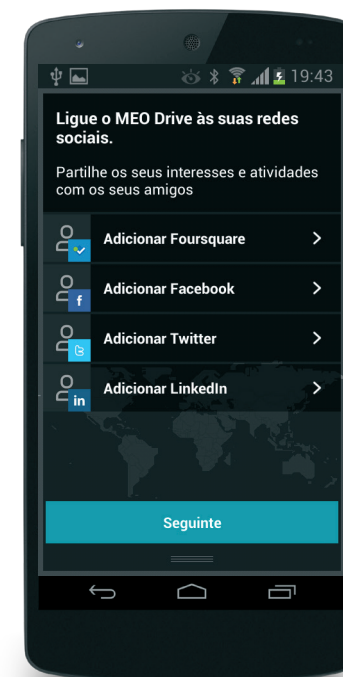 19:43
Ligue o MEO Drive às suas redes
sociais.
Partilhe os seus interesses e atividades
com os seus amigos
Adicionar Foursquare
Adicionar Facebook
f
Adicionar Twitter
Adicionar LinkedIn
in
Seguinte